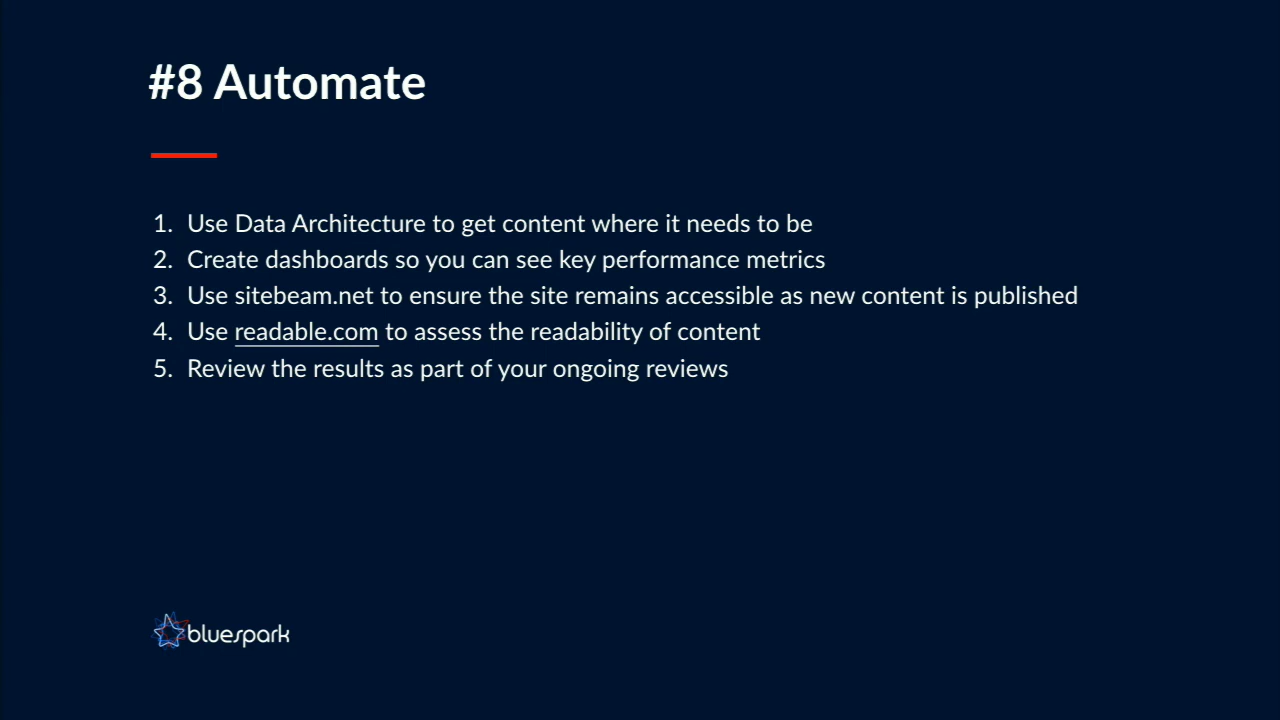 #8 Automate
1. Use Data Architecture to get content where it needs to be
2. Create dashboards so you can see key performance metrics
3. Use sitebeam.net to ensure the site remains accessible as new content is published
4. Use readable.com to assess the readability of content
5. Review the results as part of your ongoing reviews
bluespark